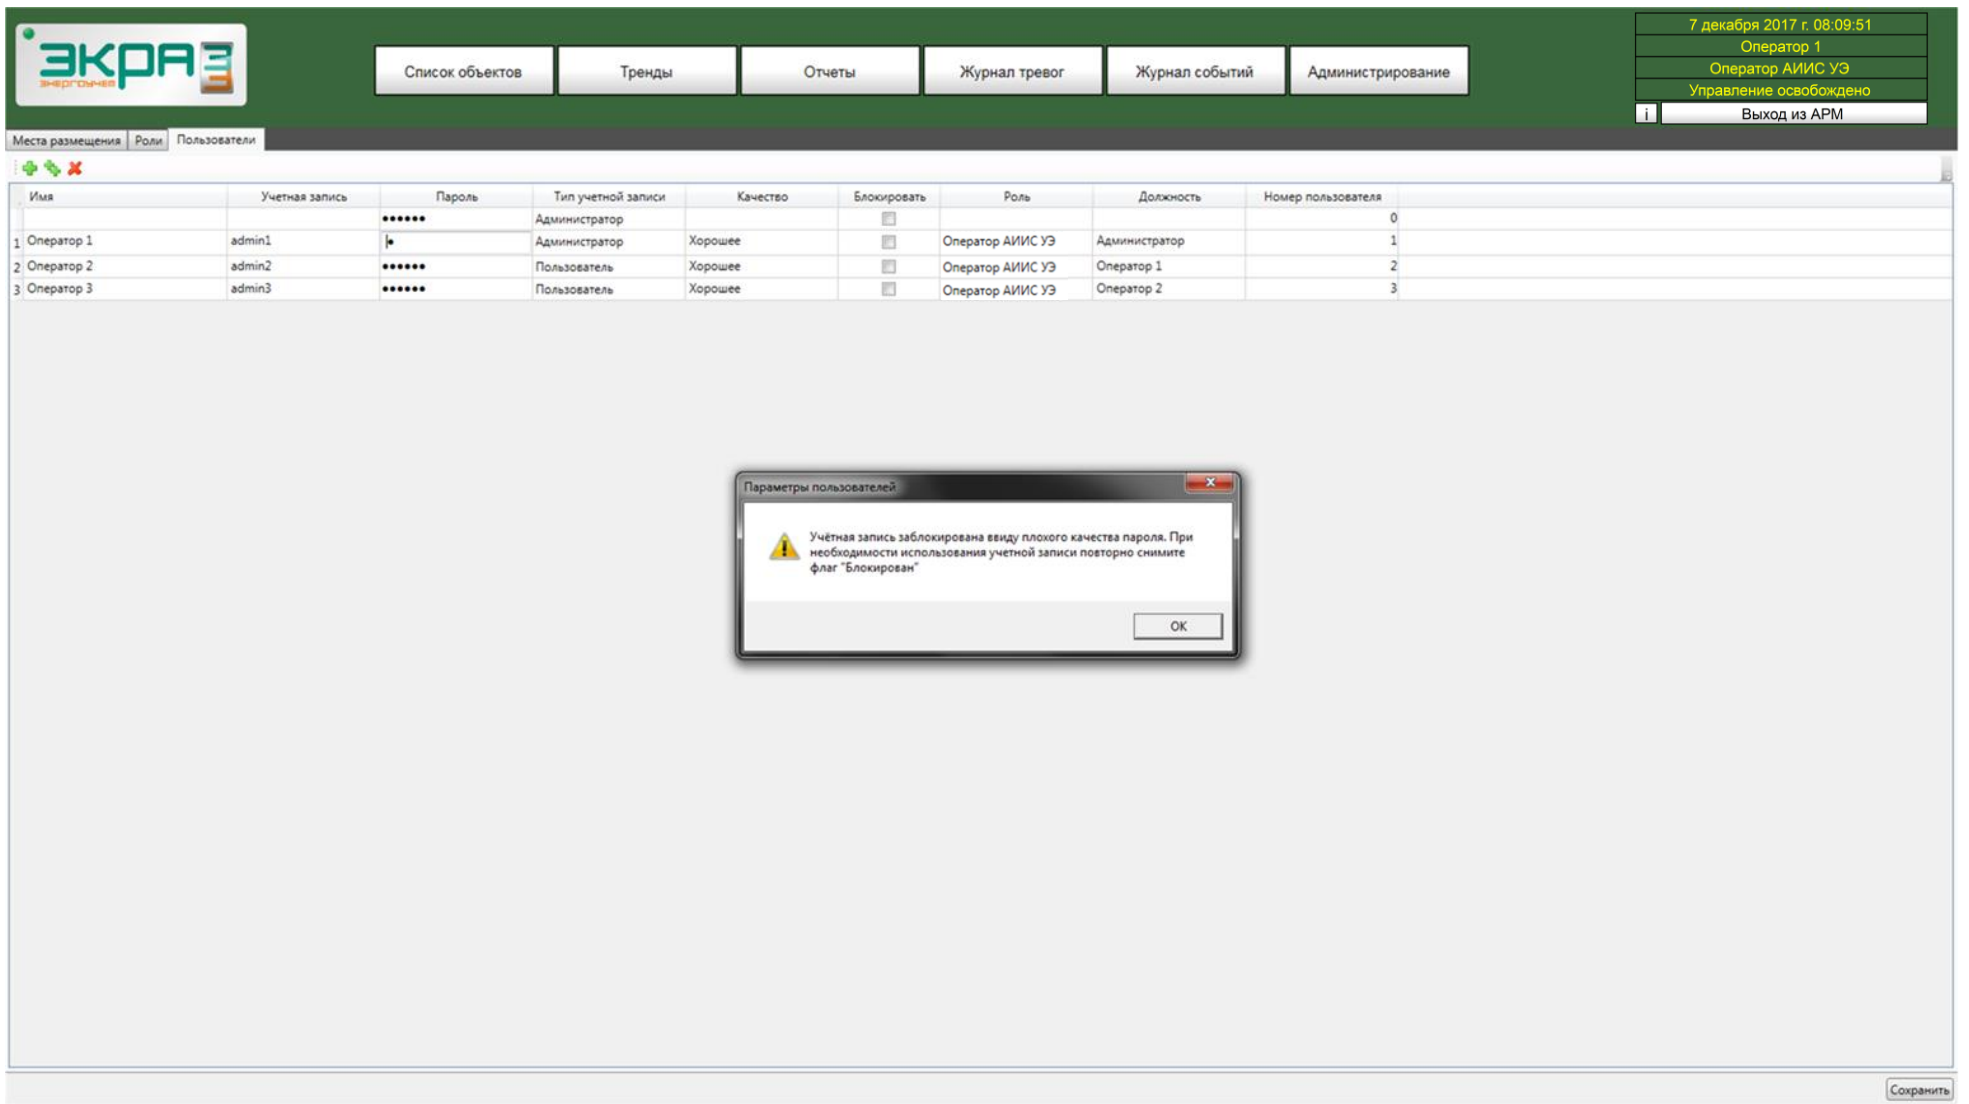 ЭКРА
ЭНЕРГОУЧЕТ
Список объектов
Тренды
Отчеты
Журнал тревог
Журнал событий
Администрирование
7 декабря 2017 г. 08:09:51
Оператор 1
Оператор АИИС УЭ
Управление освобождено
i Выход из АРМ
Места размещения Роли Пользователи
Имя Учетная запись Пароль Тип учетной записи Качество Блокировать Роль Должность Номер пользователя
•••••• Администратор 0
1 Оператор 1 admin1 • Администратор Хорошее Оператор АИИС УЭ Администратор 1
2 Оператор 2 admin2 •••••• Пользователь Хорошее Оператор АИИС УЭ Оператор 1 2
3 Оператор 3 admin3 •••••• Пользователь Хорошее Оператор АИИС УЭ Оператор 2 3
Параметры пользователей
Учётная запись заблокирована ввиду плохого качества пароля. При
необходимости использования учетной записи повторно снимите
флаг "Блокирован"
OK
Сохранить